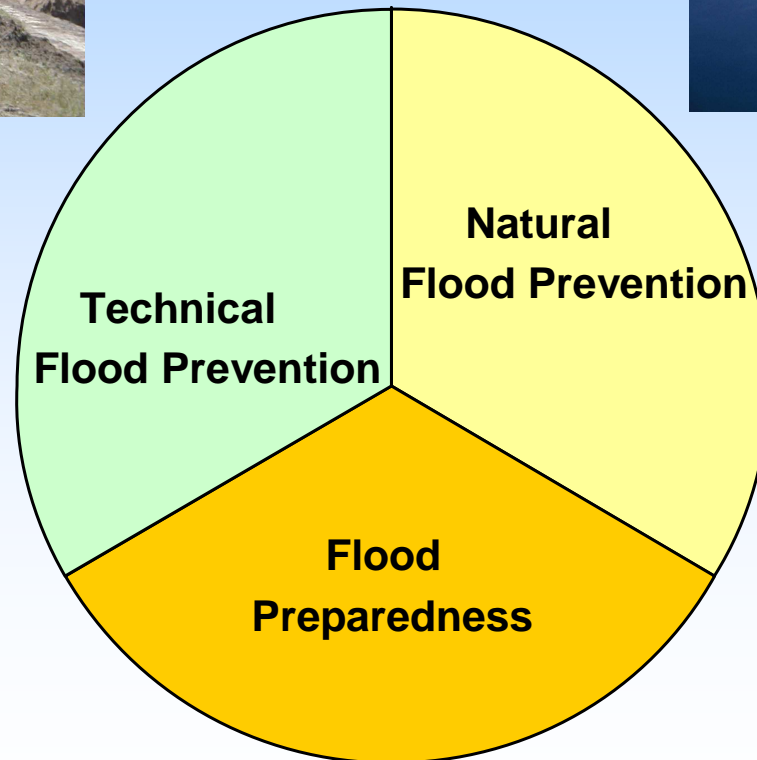 Natural
Flood Prevention
Technical
Flood Prevention
Flood
Preparedness